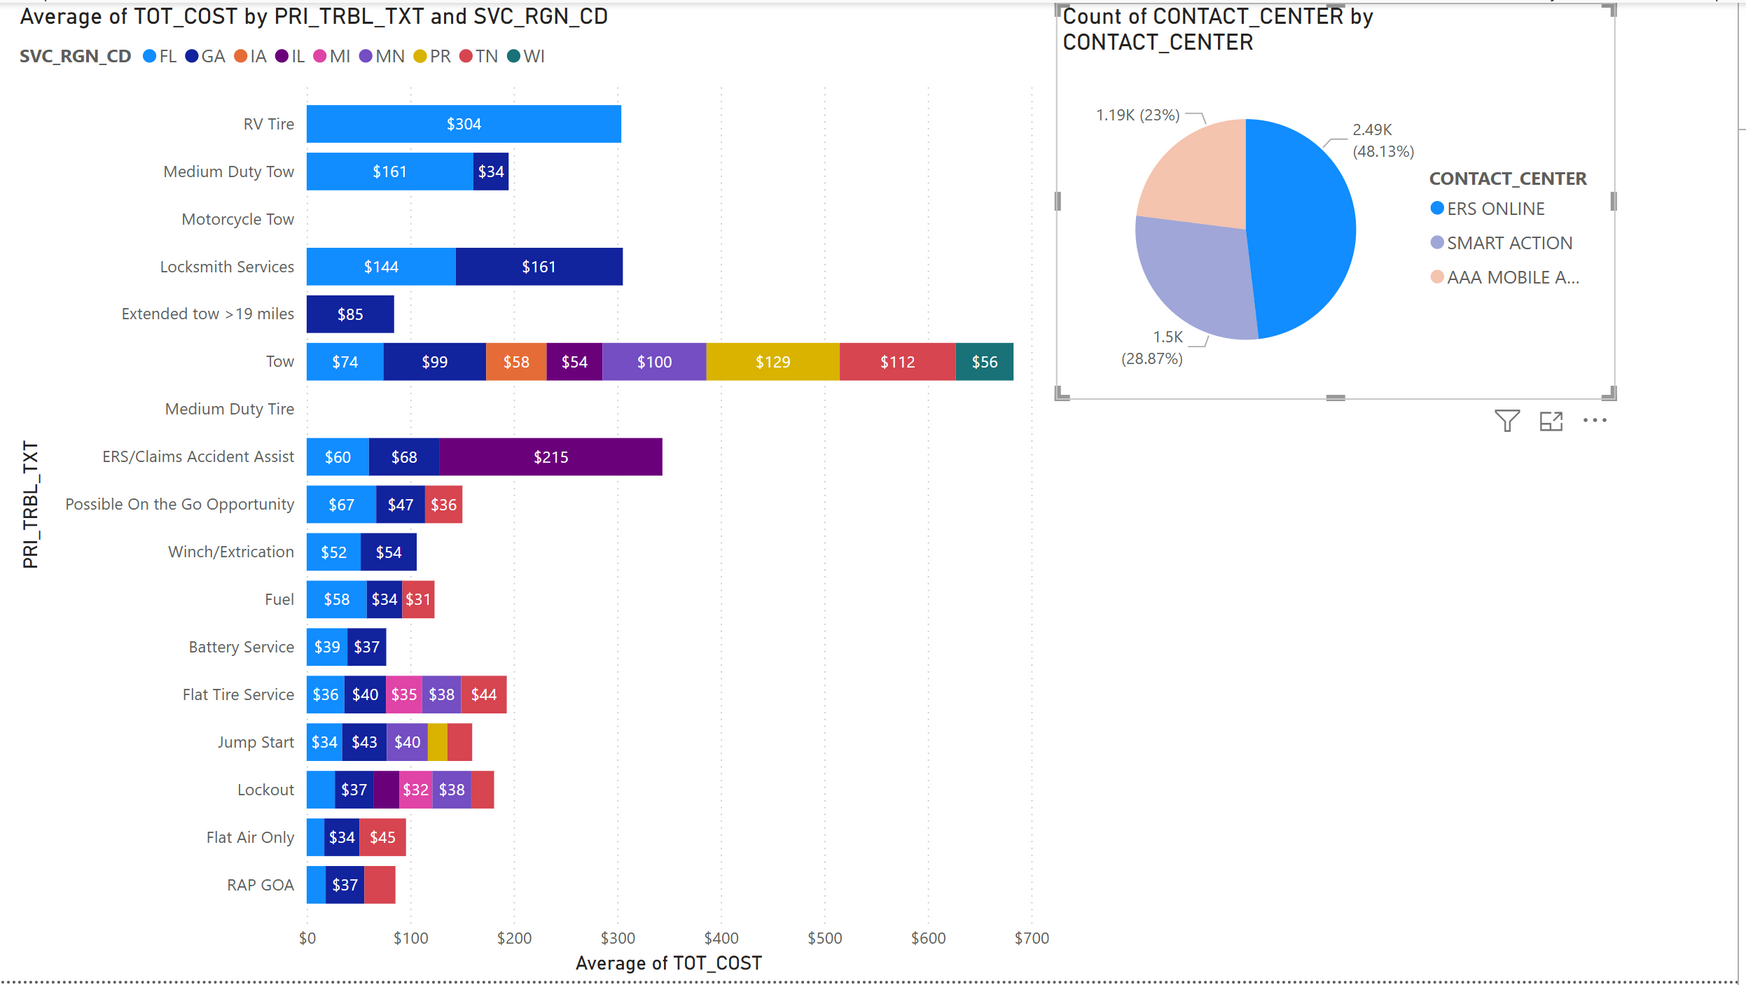 Average of TOT_COST by PRI_TRBL_TXT and SVC_RGN_CD
SVC_RGN_CD FL GA IA IL MI MN PR TN WI
RV Tire $304
Medium Duty Tow $161 $34
Motorcycle Tow
Locksmith Services $144 $161
Extended tow >19 miles $85
Tow $74 $99 $58 $54 $100 $129 $112 $56
Medium Duty Tire
ERS/Claims Accident Assist $60 $68 $215
Possible On the Go Opportunity $67 $47 $36
Winch/Extrication $52 $54
Fuel $58 $34 $31
Battery Service $39 $37
Flat Tire Service $36 $40 $35 $38 $44
Jump Start $34 $43 $40
Lockout $37 $32 $38
Flat Air Only $34 $45
RAP GOA $37
PRI_TRBL_TXT
$0 $100 $200 $300 $400 $500 $600 $700
Average of TOT_COST
Count of CONTACT_CENTER by
CONTACT_CENTER
1.19K (23%)
2.49K
(48.13%)
1.5K
(28.87%)
CONTACT_CENTER
ERS ONLINE
SMART ACTION
AAA MOBILE A...